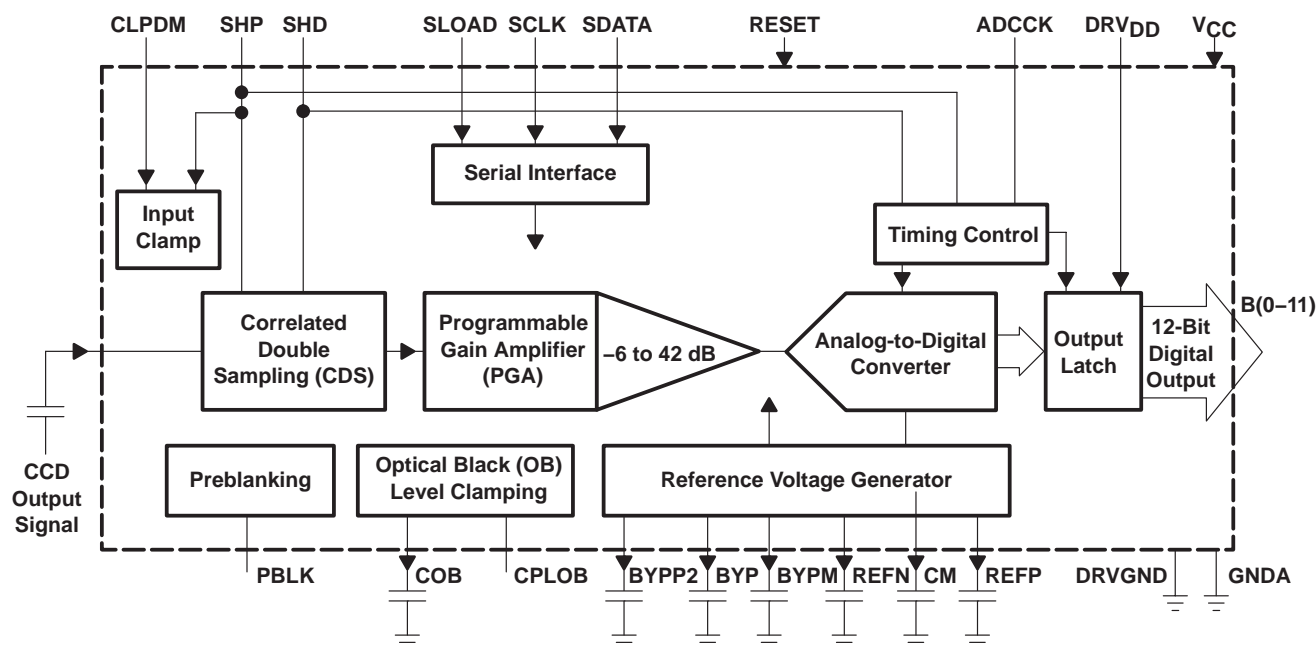 CLPDM SHP SHD SLOAD SCLK SDATA RESET ADCCK DRVDD VCC
Serial Interface
Input
Clamp
Timing Control
B(0–11)
Correlated
Double
Sampling (CDS)
Programmable
Gain Amplifier
(PGA)
–6 to 42 dB
Analog-to-Digital
Converter
Output
Latch
12-Bit
Digital
Output
CCD
Output
Signal
Preblanking
Optical Black (OB)
Level Clamping
Reference Voltage Generator
PBLK COB CPLOB BYPP2 BYP BYPM REFN CM REFP DRVGND GNDA